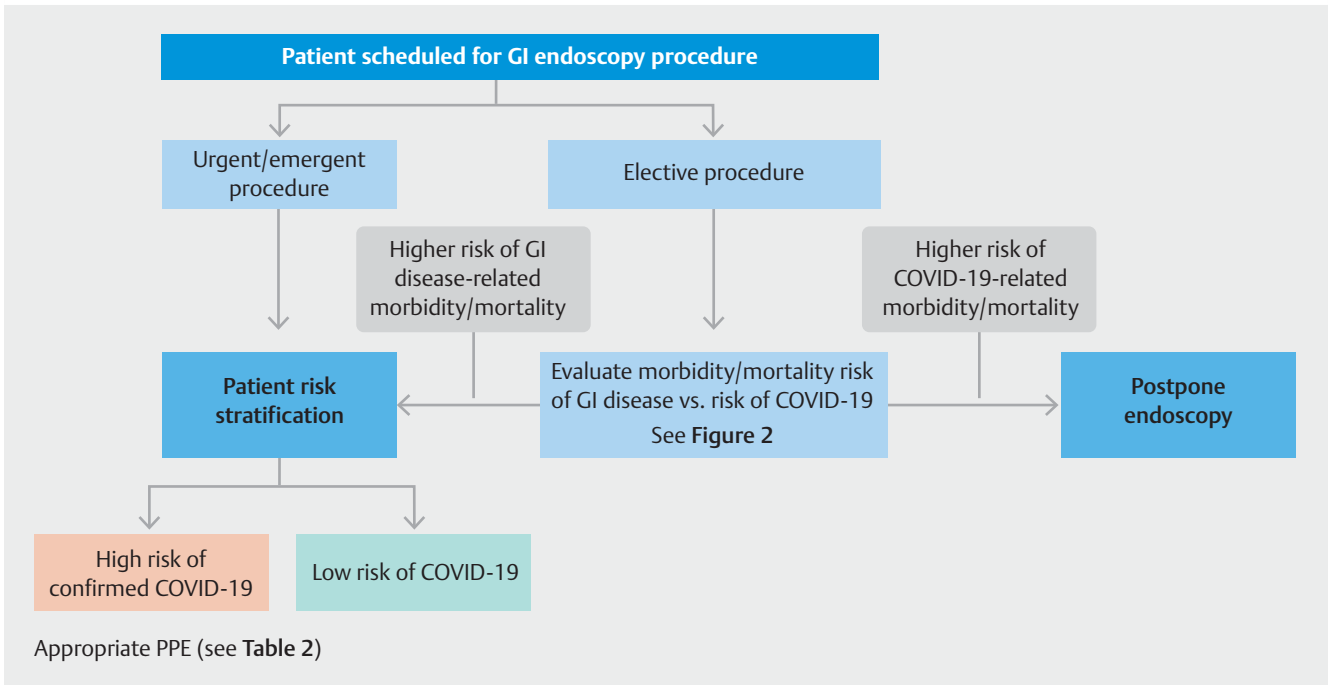 Patient scheduled for GI endoscopy procedure
Urgent/emergent
procedure
Elective procedure
Higher risk of GI
disease-related
morbidity/mortality
Higher risk of
COVID-19-related
morbidity/mortality
Patient risk
stratification
Evaluate morbidity/mortality risk
of GI disease vs. risk of COVID-19
See Figure 2
Postpone
endoscopy
High risk of
confirmed COVID-19
Low risk of COVID-19
Appropriate PPE (see Table 2)